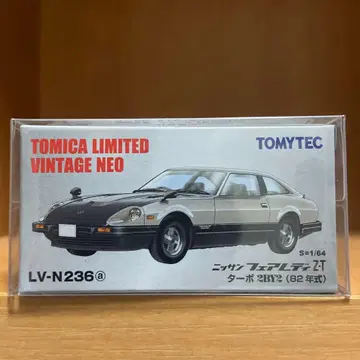 TOMICA LIMITED
VINTAGE NEO
TOMYTEC
S=1/64
LV-N236ⓐ
ニッサン フェアレディ Z-T
ターボ 2BY2 (82年式)